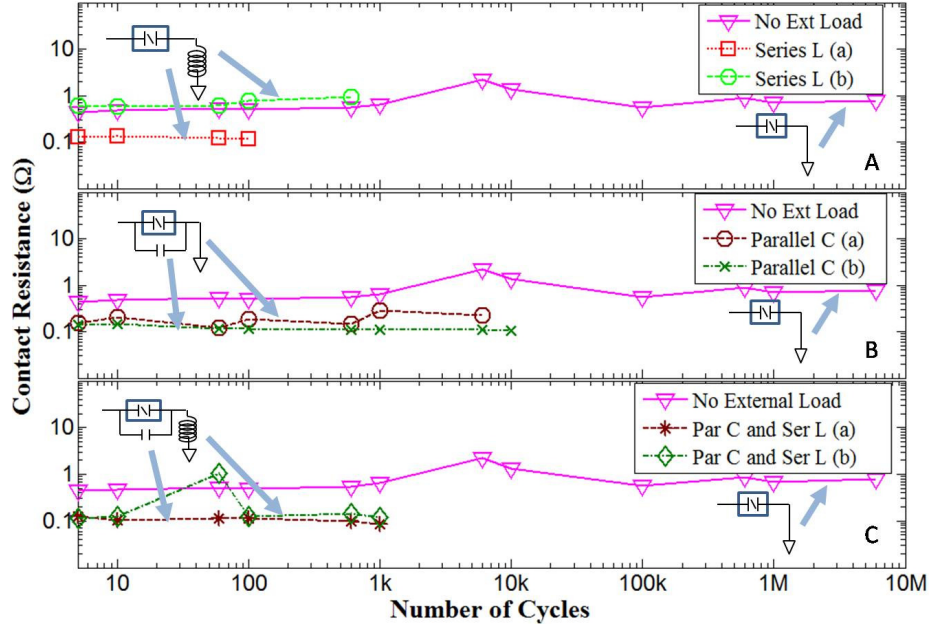 Contact Resistance (Ω)
10
1
0.1
No Ext Load
Series L (a)
Series L (b)
A
10
1
0.1
No Ext Load
Parallel C (a)
Parallel C (b)
B
10
1
0.1
No External Load
Par C and Ser L (a)
Par C and Ser L (b)
C
10 100 1k 10k 100k 1M 10M
Number of Cycles